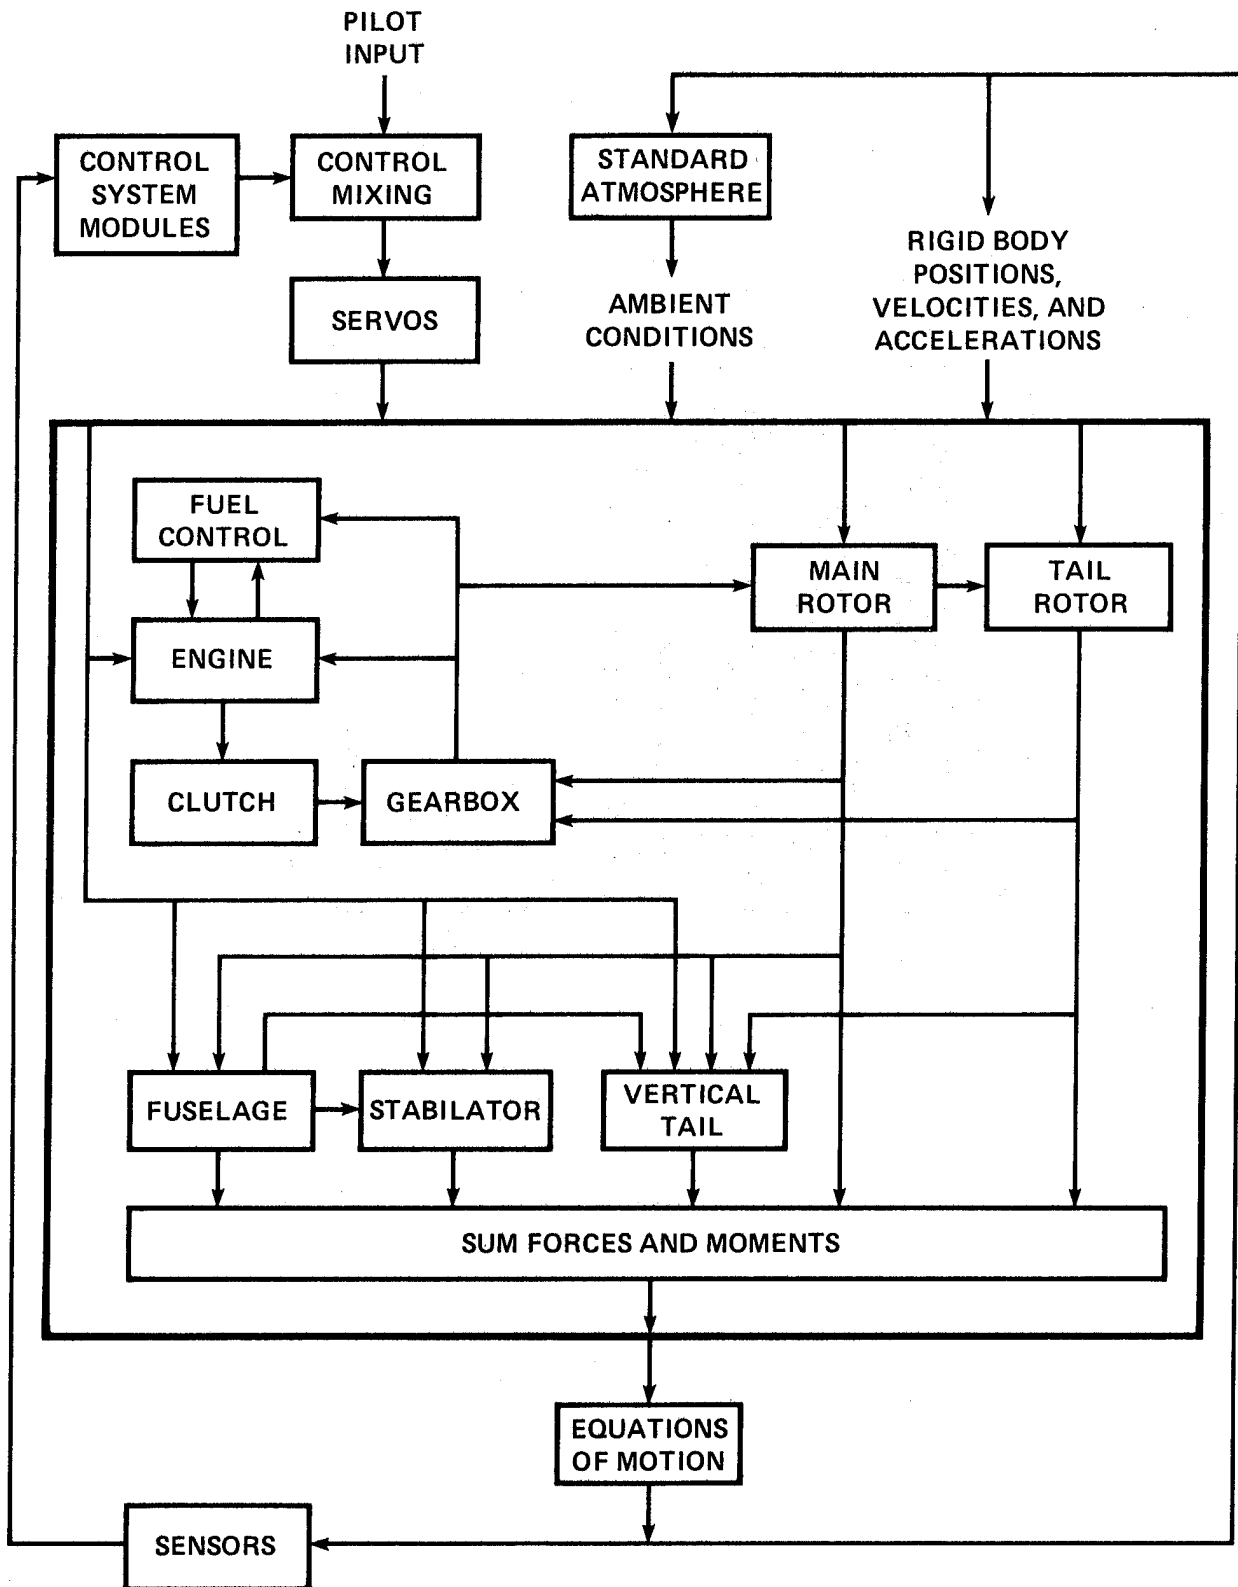 PILOT
INPUT
CONTROL
SYSTEM
MODULES
CONTROL
MIXING
STANDARD
ATMOSPHERE
SERVOS
AMBIENT
CONDITIONS
RIGID BODY
POSITIONS,
VELOCITIES, AND
ACCELERATIONS
FUEL
CONTROL
MAIN
ROTOR
TAIL
ROTOR
ENGINE
CLUTCH
GEARBOX
FUSELAGE
STABILATOR
VERTICAL
TAIL
SUM FORCES AND MOMENTS
EQUATIONS
OF MOTION
SENSORS